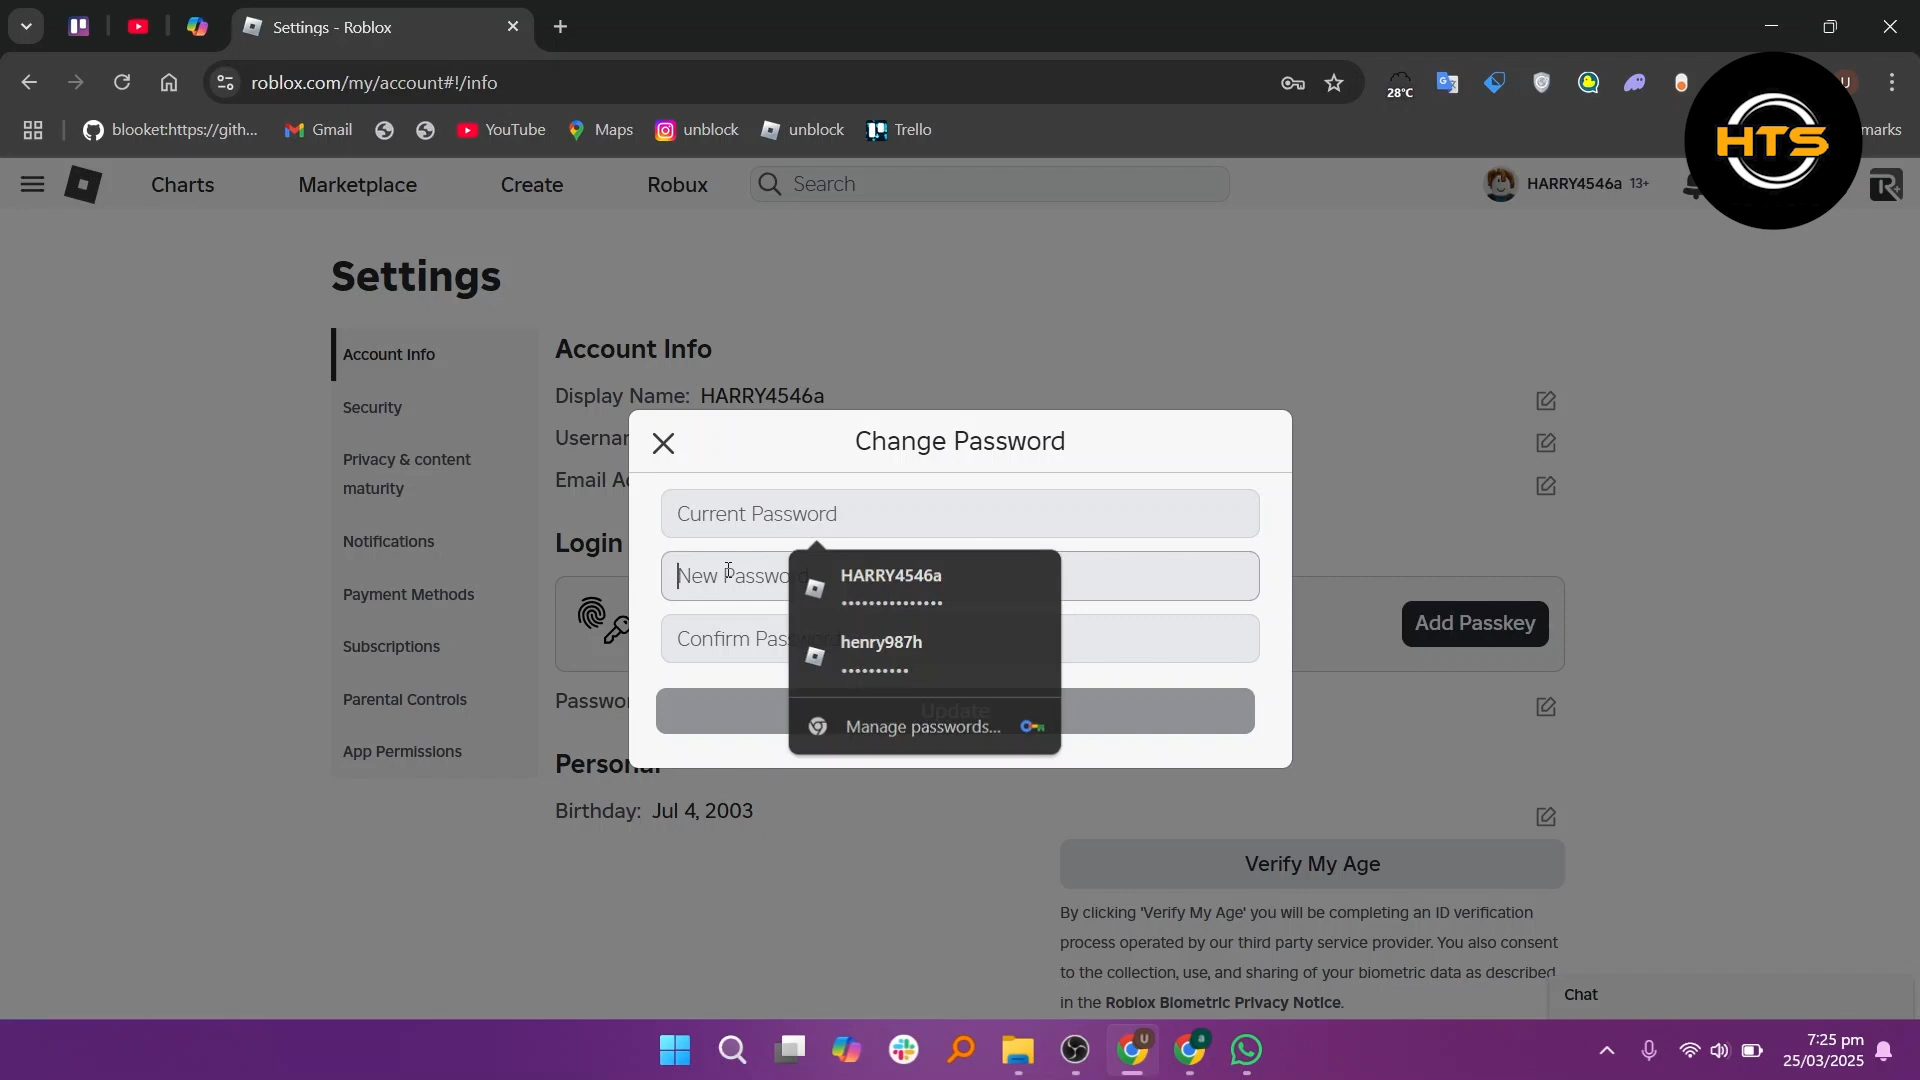 Settings - Roblox
roblox.com/my/account#!/info
28°C
U
blooket:https://gith...
Gmail
YouTube
Maps
unblock
unblock
Trello
marks
HTS
Charts
Marketplace
Create
Robux
Search
HARRY4546a 13+
R+
Settings
Account Info
Security
Privacy & content
maturity
Notifications
Payment Methods
Subscriptions
Parental Controls
App Permissions
Account Info
Display Name: HARRY4546a
Usernam
Email Ad
Login
Add Passkey
Passwor
Personal
Birthday: Jul 4, 2003
Verify My Age
By clicking 'Verify My Age' you will be completing an ID verification
process operated by our third party service provider. You also consent
to the collection, use, and sharing of your biometric data as described
in the Roblox Biometric Privacy Notice.
Change Password
Current Password
New Password
Confirm Password
Update
HARRY4546a
•••••••••••••••
henry987h
••••••••••
Manage passwords...
Chat
U
a
7:25 pm
25/03/2025